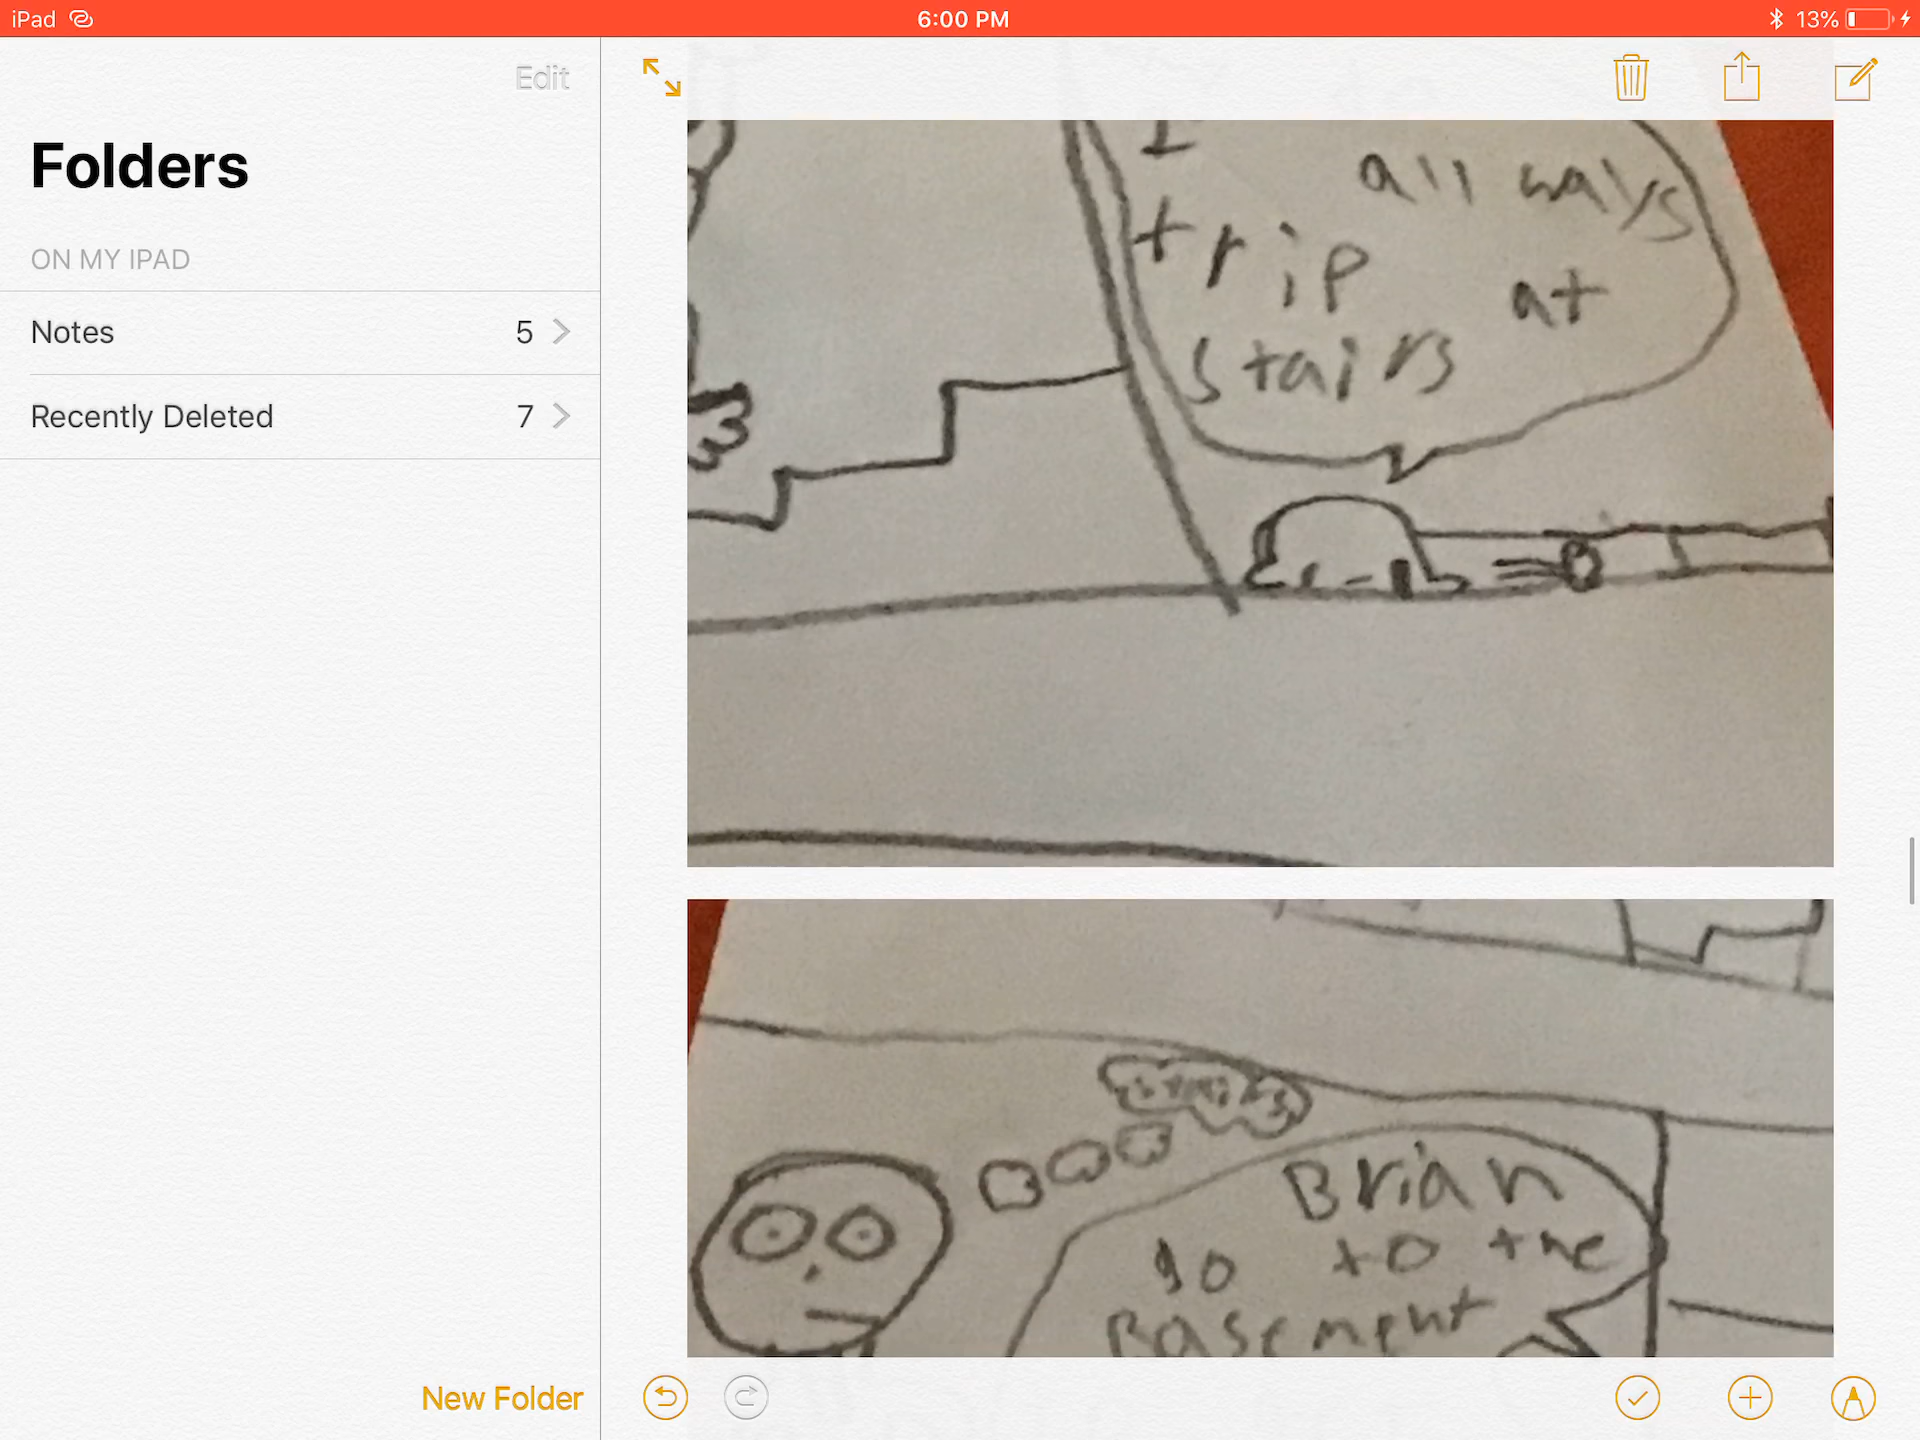 iPad
6:00 PM
13%
Edit
Folders
ON MY IPAD
Notes 5
Recently Deleted 7
New Folder
I all ways
trip at
stairs
Brian
go to the
Basement